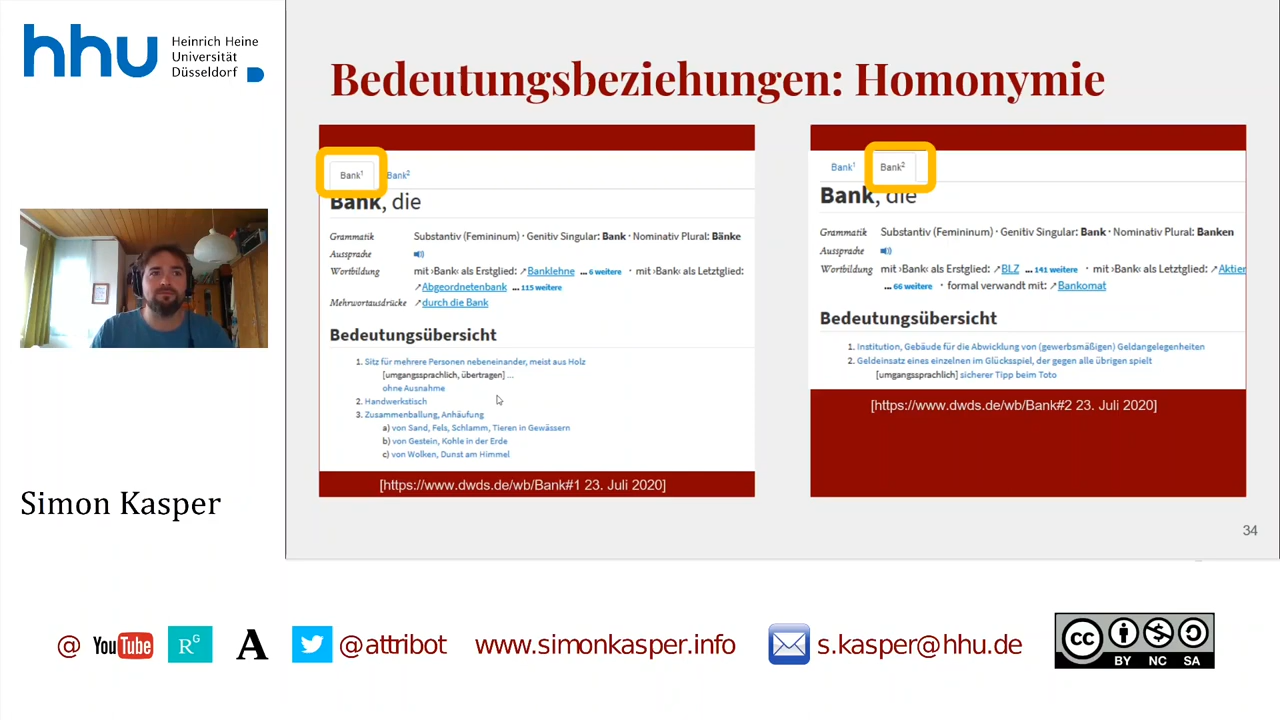 hhu Heinrich Heine
Universität
Düsseldorf
Bedeutungsbeziehungen: Homonymie
Bank¹ Bank²
Bank, die
Grammatik Substantiv (Femininum) · Genitiv Singular: Bank · Nominativ Plural: Bänke
Aussprache
Wortbildung mit ›Bank‹ als Erstglied: ↗Banklehne ... 6 weitere · mit ›Bank‹ als Letztglied:
↗Abgeordnetenbank ... 115 weitere
Mehrwortausdrücke ↗durch die Bank
Bedeutungsübersicht
1. Sitz für mehrere Personen nebeneinander, meist aus Holz
[umgangssprachlich, übertragen] ...
ohne Ausnahme
2. Handwerkstisch
3. Zusammenballung, Anhäufung
a) von Sand, Fels, Schlamm, Tieren in Gewässern
b) von Gestein, Kohle in der Erde
c) von Wolken, Dunst am Himmel
[https://www.dwds.de/wb/Bank#1 23. Juli 2020]
Bank¹ Bank²
Bank, die
Grammatik Substantiv (Femininum) · Genitiv Singular: Bank · Nominativ Plural: Banken
Aussprache
Wortbildung mit ›Bank‹ als Erstglied: ↗BLZ ... 141 weitere · mit ›Bank‹ als Letztglied: ↗Aktien
... 66 weitere · formal verwandt mit: ↗Bankomat
Bedeutungsübersicht
1. Institution, Gebäude für die Abwicklung von (gewerbsmäßigen) Geldangelegenheiten
2. Geldeinsatz eines einzelnen im Glücksspiel, der gegen alle übrigen spielt
[umgangssprachlich] sicherer Tipp beim Toto
[https://www.dwds.de/wb/Bank#2 23. Juli 2020]
Simon Kasper
34
@ YouTube RG A @attribot www.simonkasper.info s.kasper@hhu.de cc
BY NC SA